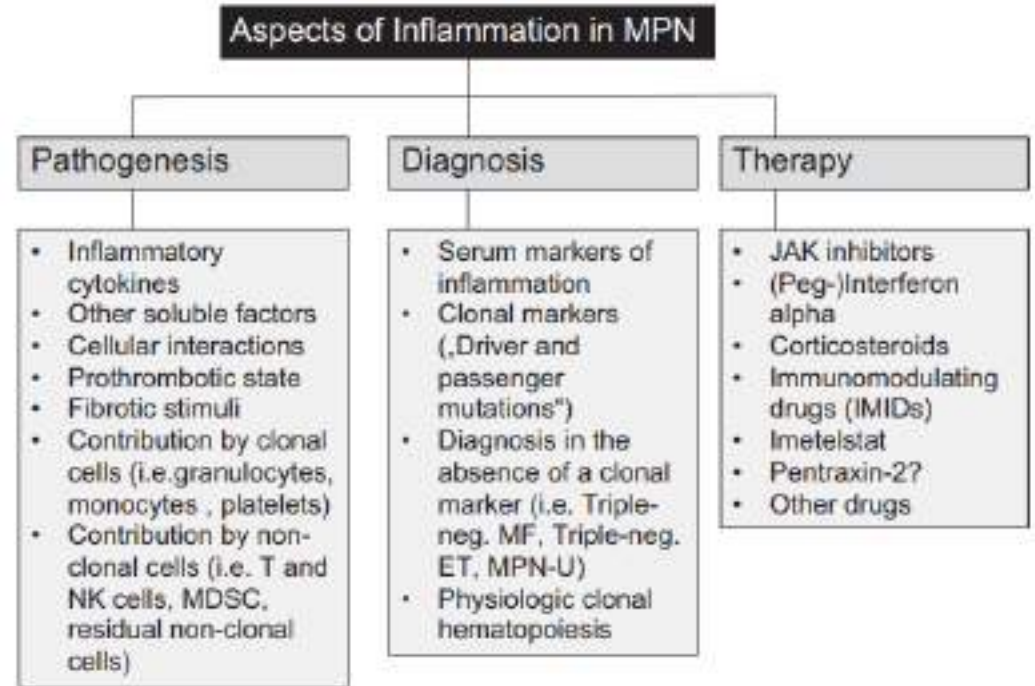 Aspects of Inflammation in MPN
Pathogenesis
• Inflammatory
cytokines
• Other soluble factors
• Cellular interactions
• Prothrombotic state
• Fibrotic stimuli
• Contribution by clonal
cells (i.e.granulocytes,
monocytes , platelets)
• Contribution by non-
clonal cells (i.e. T and
NK cells, MDSC,
residual non-clonal
cells)
Diagnosis
• Serum markers of
inflammation
• Clonal markers
(„Driver and
passenger
mutations“)
• Diagnosis in the
absence of a clonal
marker (i.e. Triple-
neg. MF, Triple-neg.
ET, MPN-U)
• Physiologic clonal
hematopoiesis
Therapy
• JAK inhibitors
• (Peg-)Interferon
alpha
• Corticosteroids
• Immunomodulating
drugs (IMIDs)
• Imetelstat
• Pentraxin-2?
• Other drugs